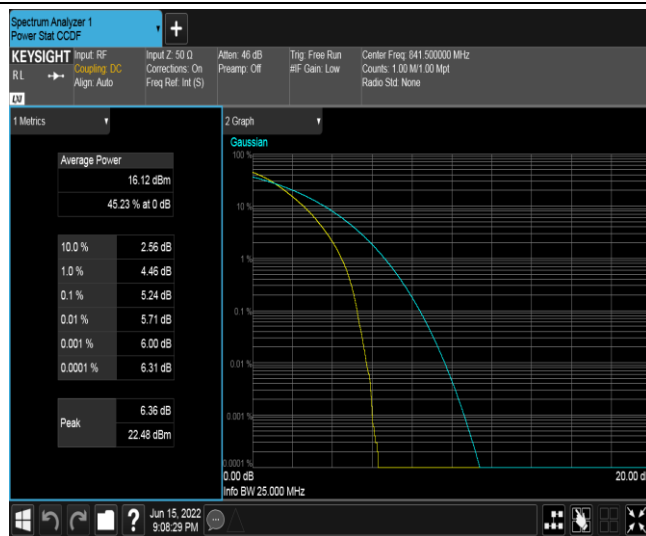 Spectrum Analyzer 1
Power Stat CCDF
+
KEYSIGHT
RL
LXI
Input: RF
Coupling: DC
Align: Auto
Input Z: 50 Ω
Corrections: On
Freq Ref: Int (S)
Atten: 46 dB
Preamp: Off
Trig: Free Run
#IF Gain: Low
Center Freq: 841.500000 MHz
Counts: 1.00 M/1.00 Mpt
Radio Std: None
1 Metrics
Average Power
16.12 dBm
45.23 % at 0 dB
10.0 % 2.56 dB
1.0 % 4.46 dB
0.1 % 5.24 dB
0.01 % 5.71 dB
0.001 % 6.00 dB
0.0001 % 6.31 dB
Peak
6.36 dB
22.48 dBm
2 Graph
Gaussian
100 %
10 %
1 %
0.1 %
0.01 %
0.001 %
0.0001 %
0.00 dB
20.00 d
Info BW 25.000 MHz
?
Jun 15, 2022
9:08:29 PM